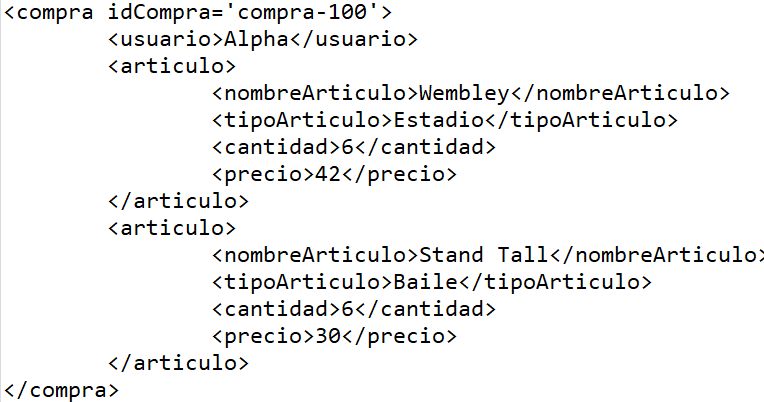 <compra idCompra='compra-100'>
<usuario>Alpha</usuario>
<articulo>
<nombreArticulo>Wembley</nombreArticulo>
<tipoArticulo>Estadio</tipoArticulo>
<cantidad>6</cantidad>
<precio>42</precio>
</articulo>
<articulo>
<nombreArticulo>Stand Tall</nombreArticulo>
<tipoArticulo>Baile</tipoArticulo>
<cantidad>6</cantidad>
<precio>30</precio>
</articulo>
</compra>